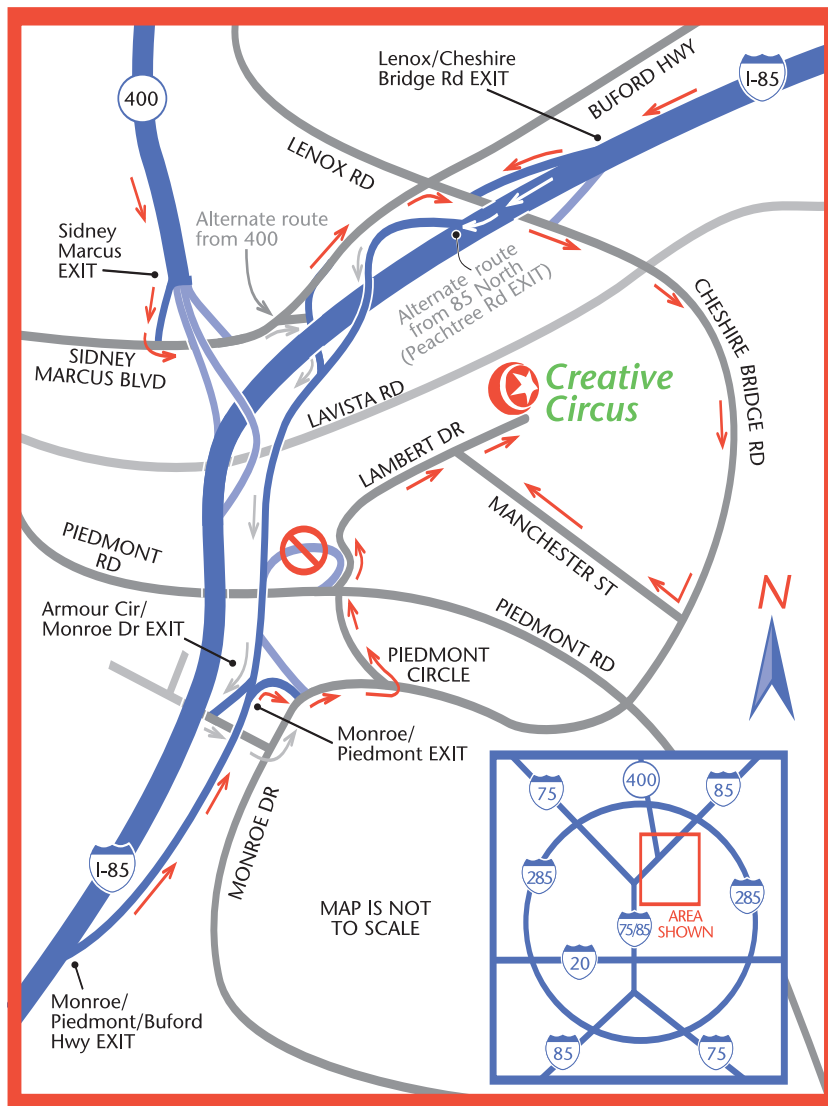 Lenox/Cheshire
Bridge Rd EXIT
BUFORD HWY
I-85
400
LENOX RD
Sidney
Marcus
EXIT
Alternate route
from 400
Alternate route
from 85 North
(Peachtree Rd EXIT)
CHESHIRE BRIDGE RD
SIDNEY
MARCUS BLVD
LAVISTA RD
Creative
Circus
LAMBERT DR
MANCHESTER ST
PIEDMONT
RD
Armour Cir/
Monroe Dr EXIT
PIEDMONT RD
N
PIEDMONT
CIRCLE
Monroe/
Piedmont EXIT
MONROE DR
I-85
MAP IS NOT
TO SCALE
Monroe/
Piedmont/Buford
Hwy EXIT
75
400
85
285
285
AREA
SHOWN
75/85
20
85
75